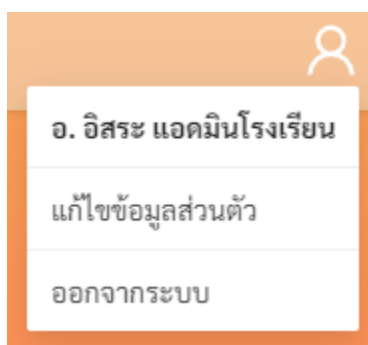 อ. อิสระ แอดมินโรงเรียน
แก้ไขข้อมูลส่วนตัว
ออกจากระบบ